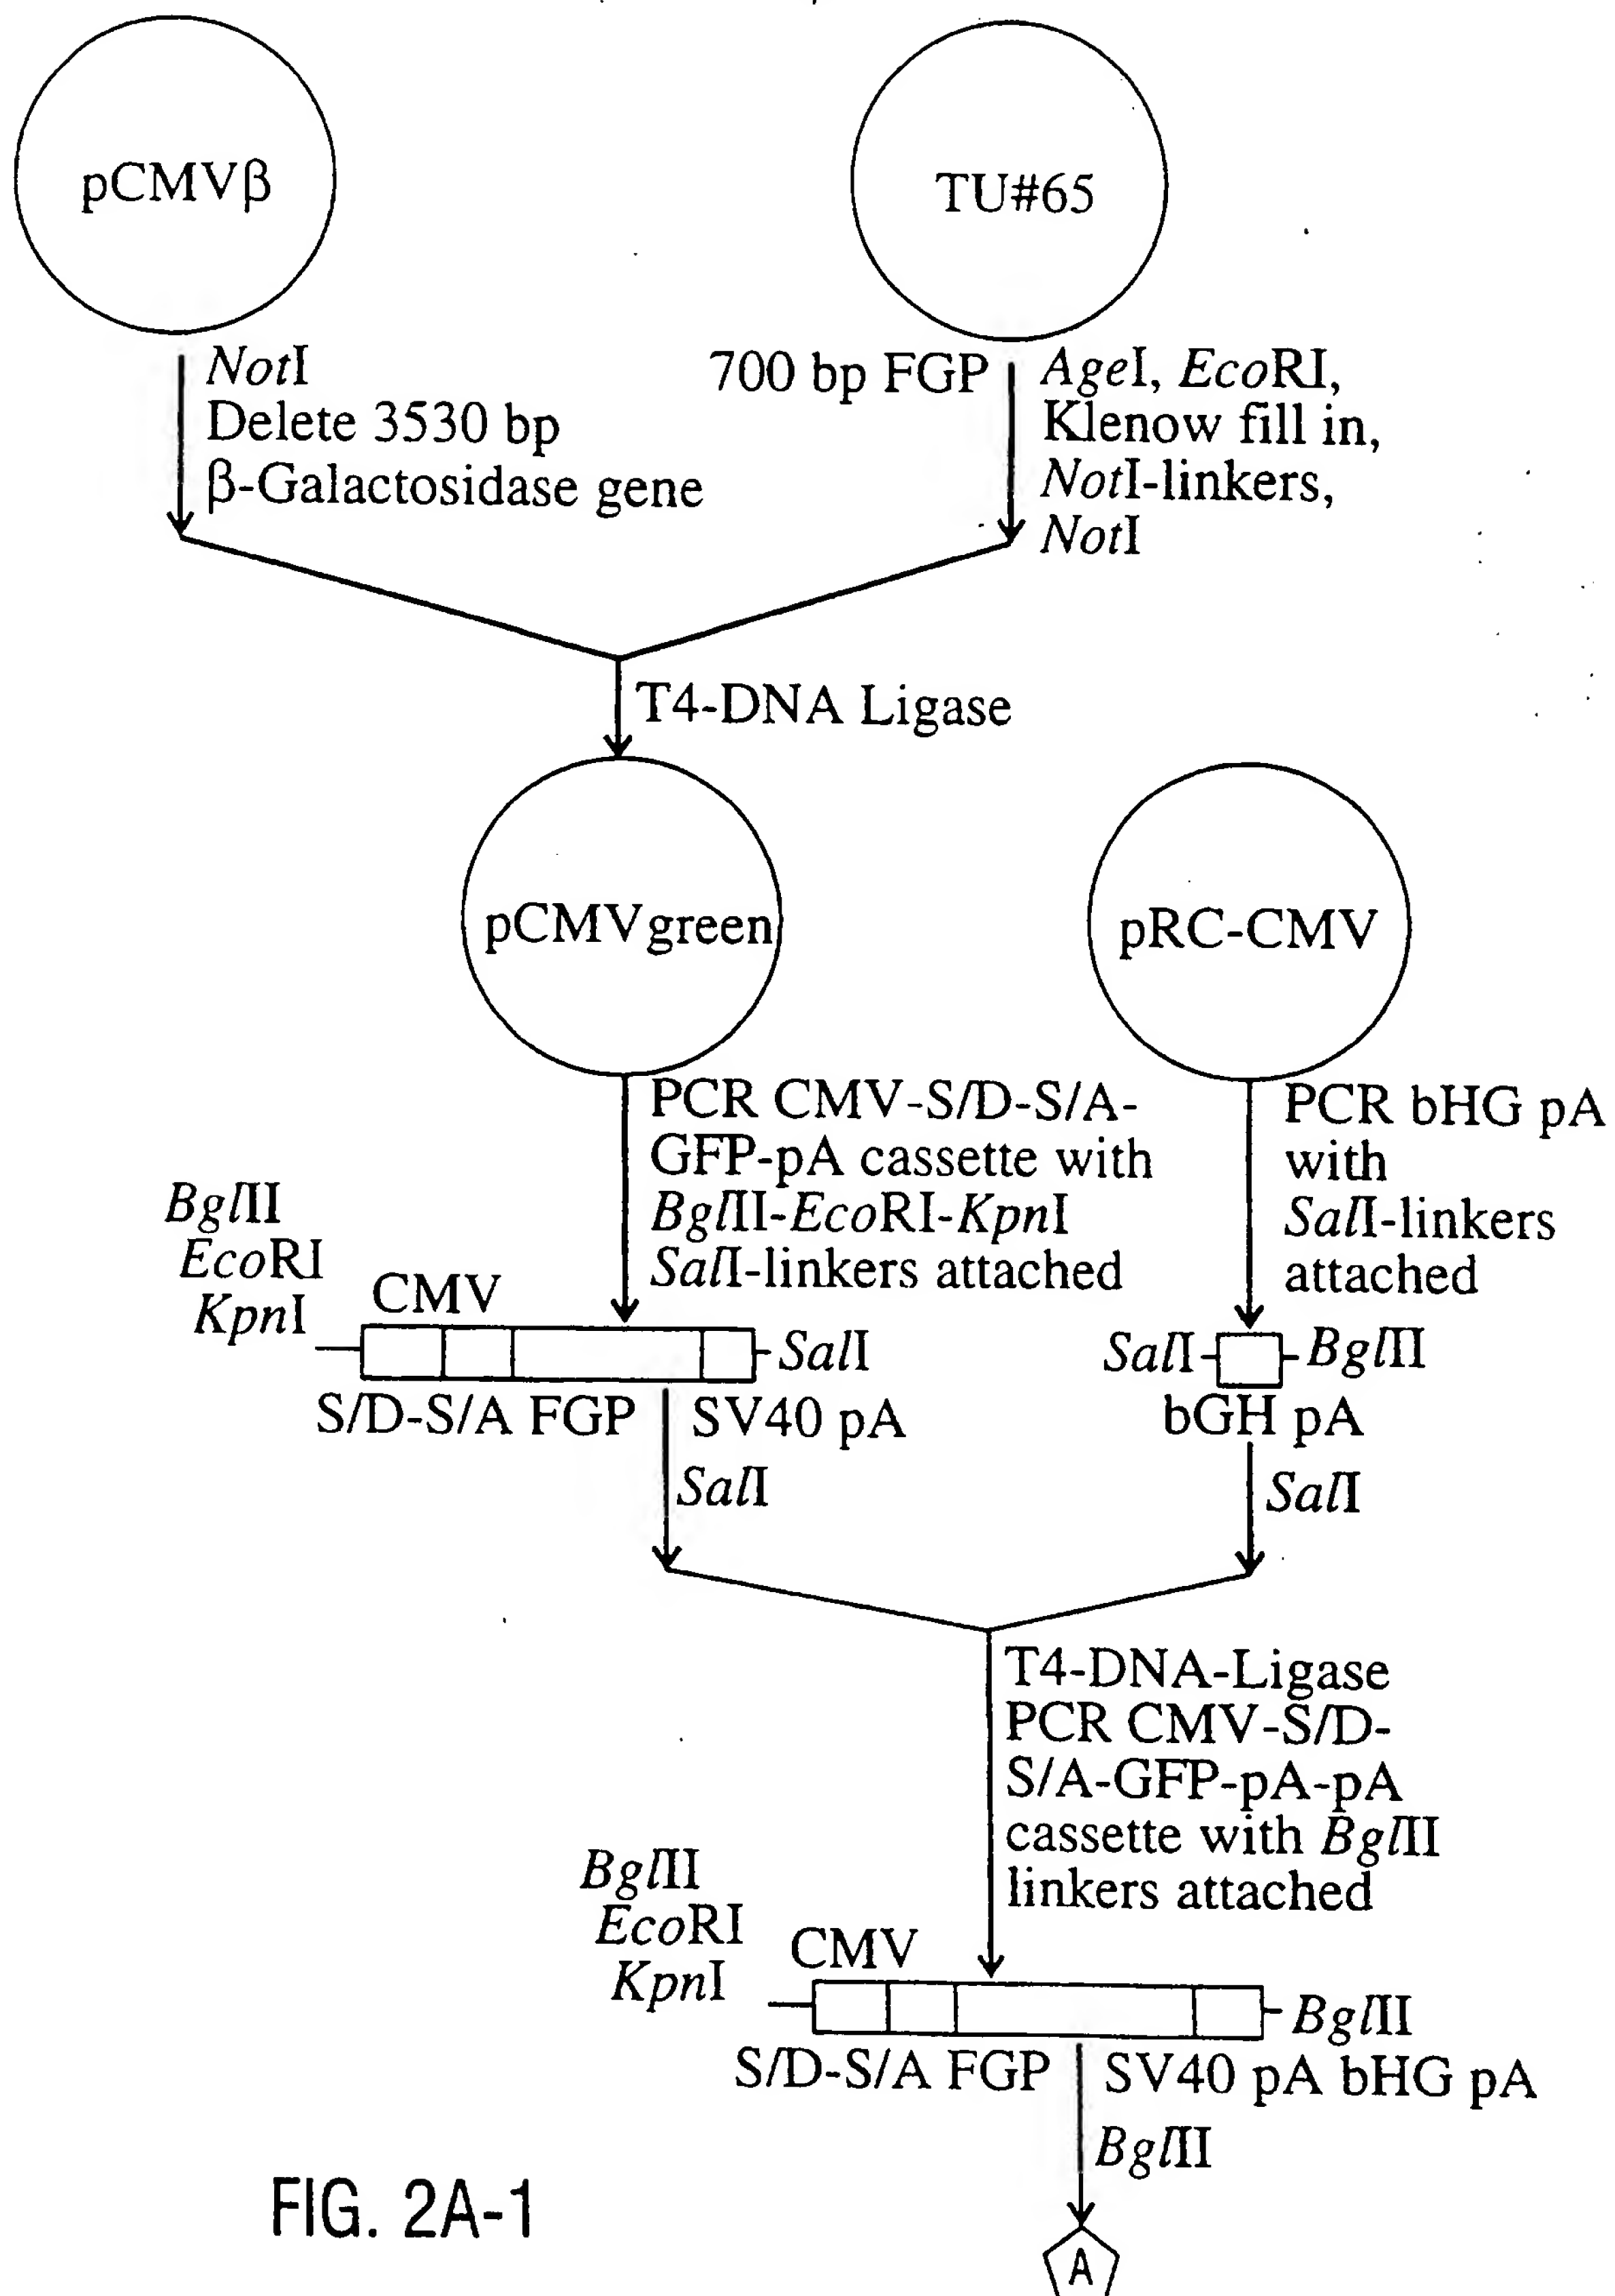 pCMVβ
TU#65
NotI
Delete 3530 bp
β-Galactosidase gene
700 bp FGP
AgeI, EcoRI,
Klenow fill in,
NotI-linkers,
NotI
T4-DNA Ligase
pCMVgreen
pRC-CMV
PCR CMV-S/D-S/A-
GFP-pA cassette with
BglII-EcoRI-KpnI
SalI-linkers attached
PCR bHG pA
with
SalI-linkers
attached
BglII
EcoRI
KpnI
CMV
SalI
S/D-S/A FGP
SV40 pA
SalI
BglII
bGH pA
SalI
SalI
T4-DNA-Ligase
PCR CMV-S/D-
S/A-GFP-pA-pA
cassette with BglII
linkers attached
BglII
EcoRI
KpnI
CMV
BglII
S/D-S/A FGP
SV40 pA bHG pA
BglII
FIG. 2A-1
A